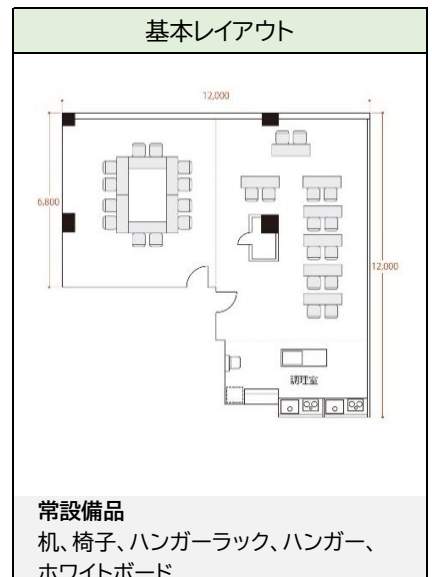 基本レイアウト
12,000
6,800
12,000
調理室
常設備品
机、椅子、ハンガーラック、ハンガー、
ホワイトボード